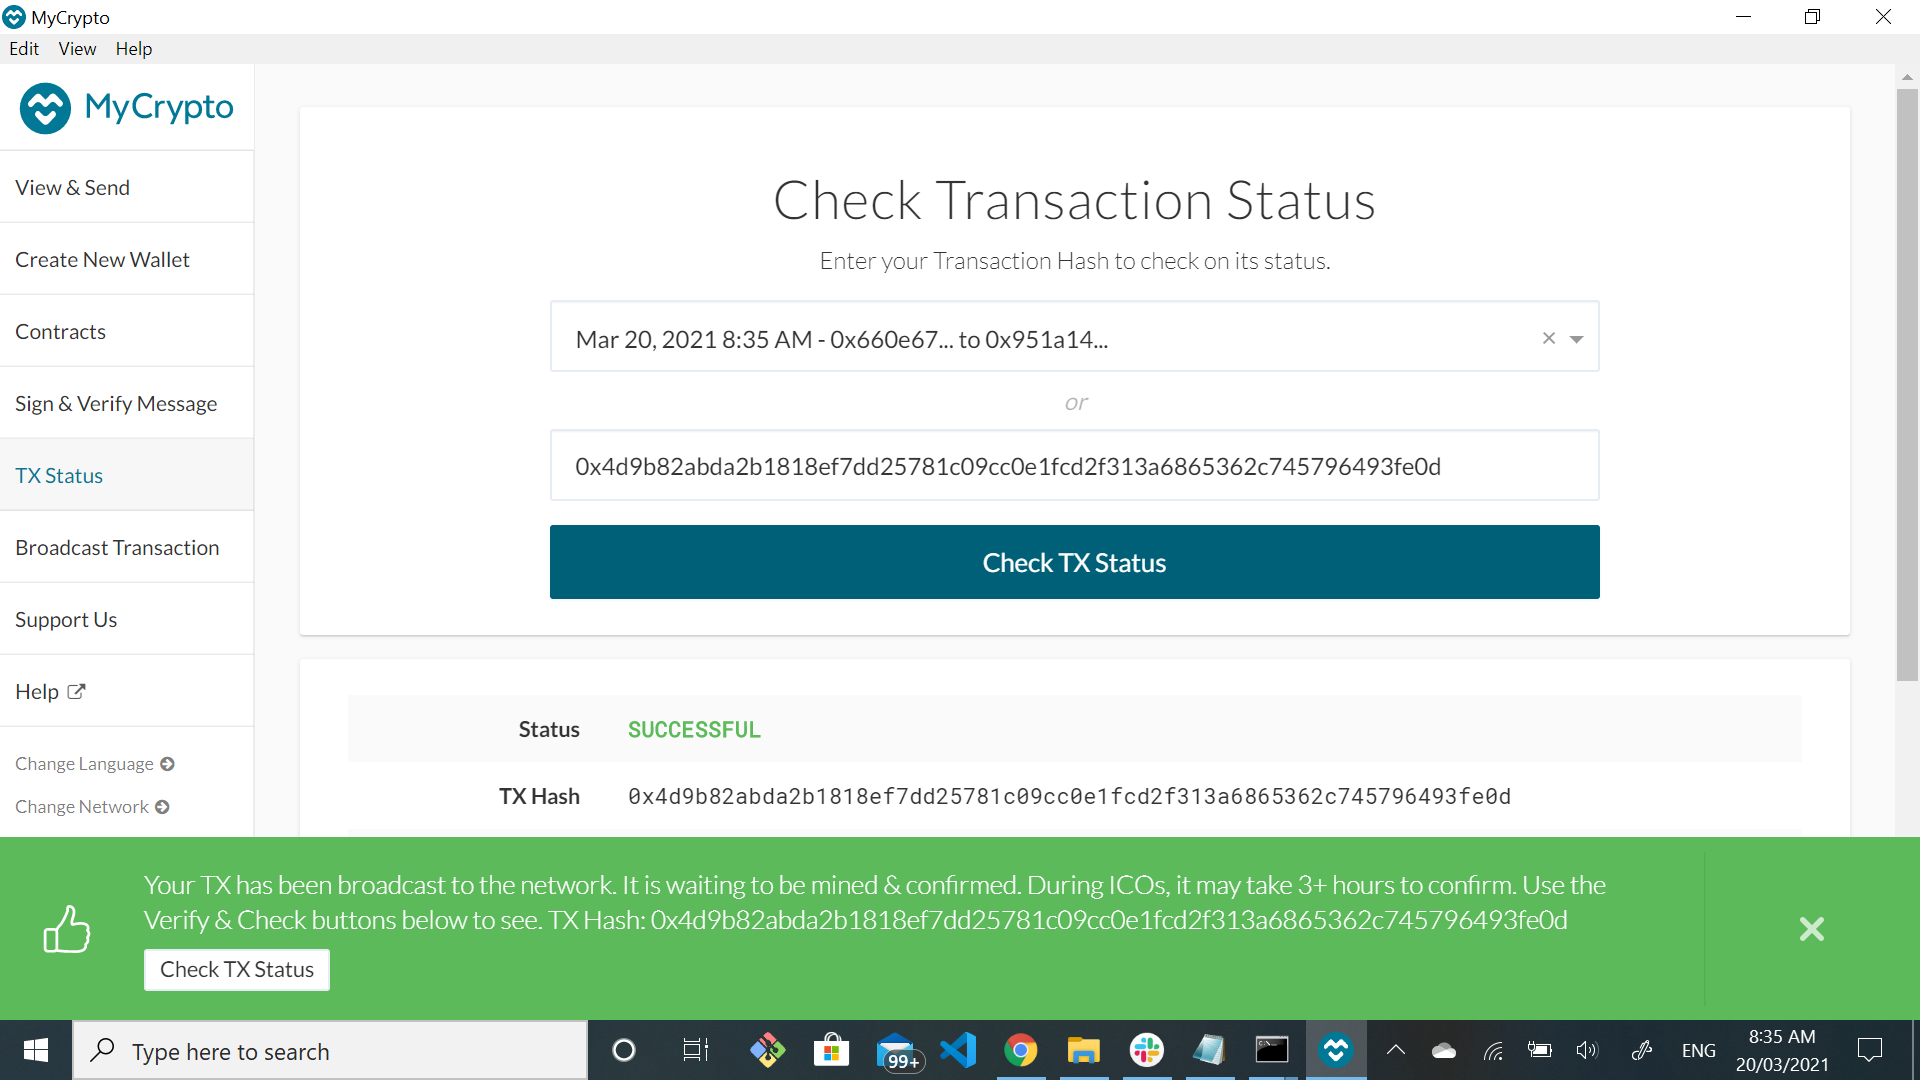 MyCrypto
Edit View Help
MyCrypto
View & Send
Create New Wallet
Contracts
Sign & Verify Message
TX Status
Broadcast Transaction
Support Us
Help
Change Language
Change Network
Check Transaction Status
Enter your Transaction Hash to check on its status.
Mar 20, 2021 8:35 AM - 0x660e67... to 0x951a14...
or
0x4d9b82abda2b1818ef7dd25781c09cc0e1fcd2f313a6865362c745796493fe0d
Check TX Status
Status SUCCESSFUL
TX Hash 0x4d9b82abda2b1818ef7dd25781c09cc0e1fcd2f313a6865362c745796493fe0d
Your TX has been broadcast to the network. It is waiting to be mined & confirmed. During ICOs, it may take 3+ hours to confirm. Use the
Verify & Check buttons below to see. TX Hash: 0x4d9b82abda2b1818ef7dd25781c09cc0e1fcd2f313a6865362c745796493fe0d
Check TX Status
Type here to search
99+
ENG
8:35 AM
20/03/2021